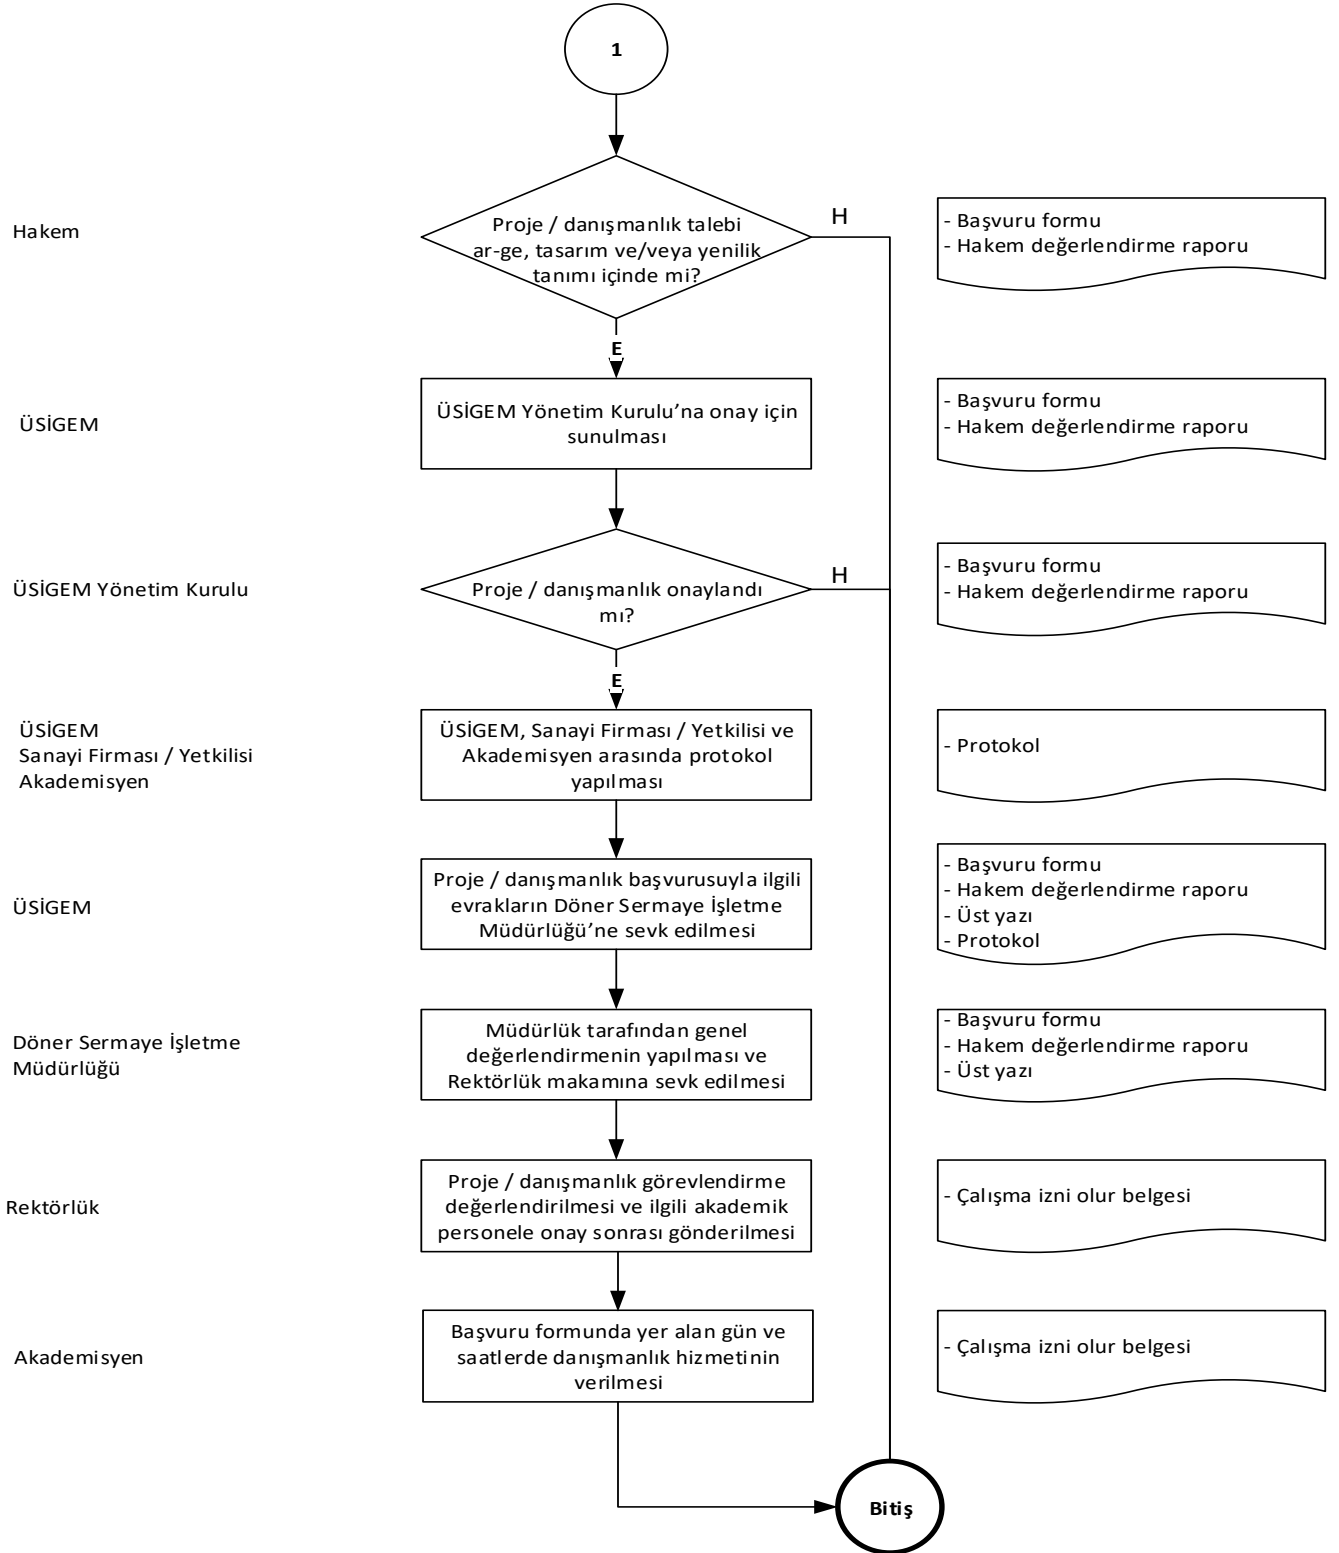 1
Hakem
Proje / danışmanlık talebi
ar-ge, tasarım ve/veya yenilik
tanımı içinde mi?
H
- Başvuru formu
- Hakem değerlendirme raporu
E
ÜSİGEM
ÜSİGEM Yönetim Kurulu’na onay için
sunulması
- Başvuru formu
- Hakem değerlendirme raporu
ÜSİGEM Yönetim Kurulu
Proje / danışmanlık onaylandı
mı?
H
- Başvuru formu
- Hakem değerlendirme raporu
E
ÜSİGEM
Sanayi Firması / Yetkilisi
Akademisyen
ÜSİGEM, Sanayi Firması / Yetkilisi ve
Akademisyen arasında protokol
yapılması
- Protokol
ÜSİGEM
Proje / danışmanlık başvurusuyla ilgili
evrakların Döner Sermaye İşletme
Müdürlüğü’ne sevk edilmesi
- Başvuru formu
- Hakem değerlendirme raporu
- Üst yazı
- Protokol
Döner Sermaye İşletme
Müdürlüğü
Müdürlük tarafından genel
değerlendirmenin yapılması ve
Rektörlük makamına sevk edilmesi
- Başvuru formu
- Hakem değerlendirme raporu
- Üst yazı
Rektörlük
Proje / danışmanlık görevlendirme
değerlendirilmesi ve ilgili akademik
personele onay sonrası gönderilmesi
- Çalışma izni olur belgesi
Akademisyen
Başvuru formunda yer alan gün ve
saatlerde danışmanlık hizmetinin
verilmesi
- Çalışma izni olur belgesi
Bitiş